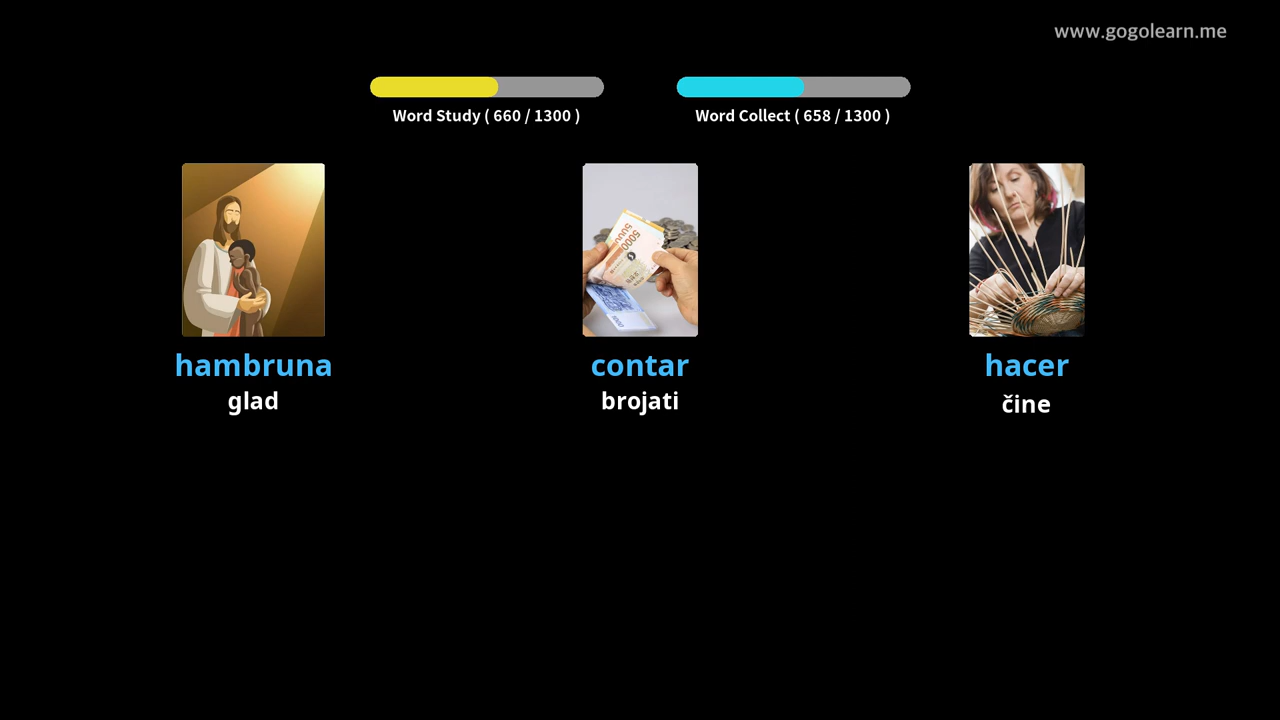 www.gogolearn.me
Word Study ( 660 / 1300 )
Word Collect ( 658 / 1300 )
hambruna
glad
contar
brojati
hacer
čine